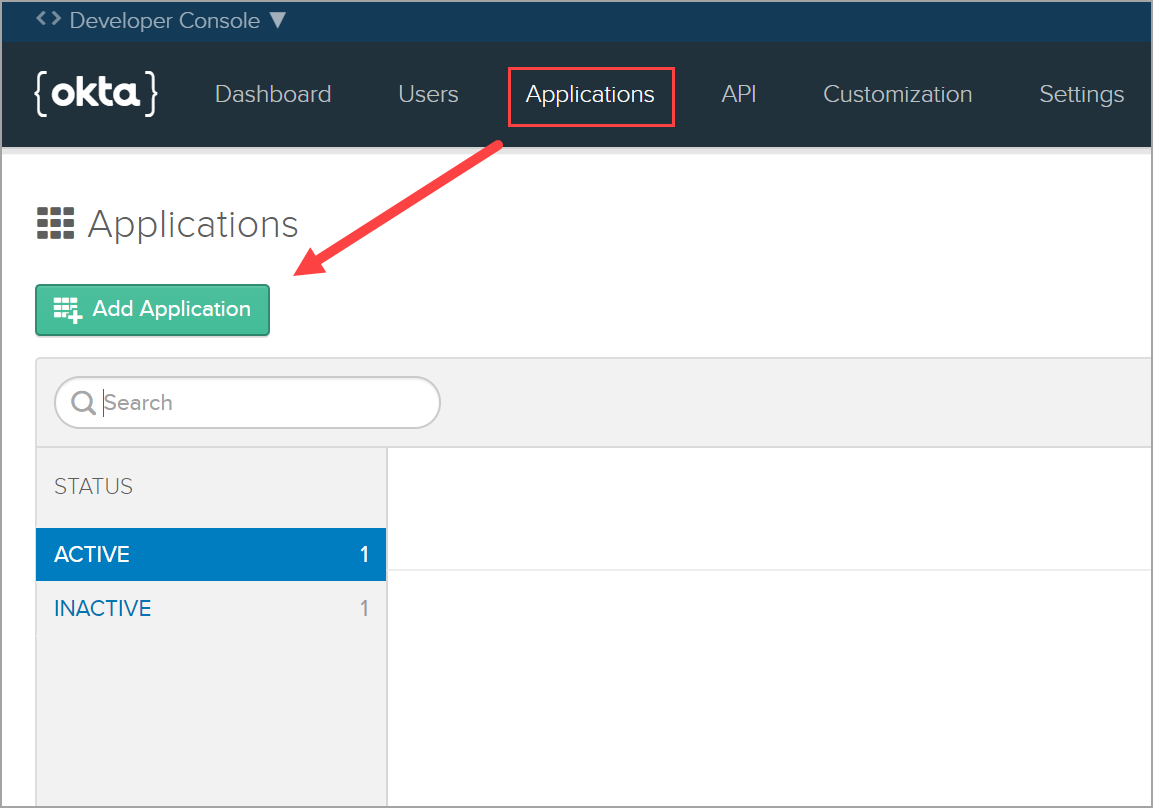 <> Developer Console ▼
{okta} Dashboard Users Applications API Customization Settings
Applications
Add Application
Search
STATUS
ACTIVE 1
INACTIVE 1